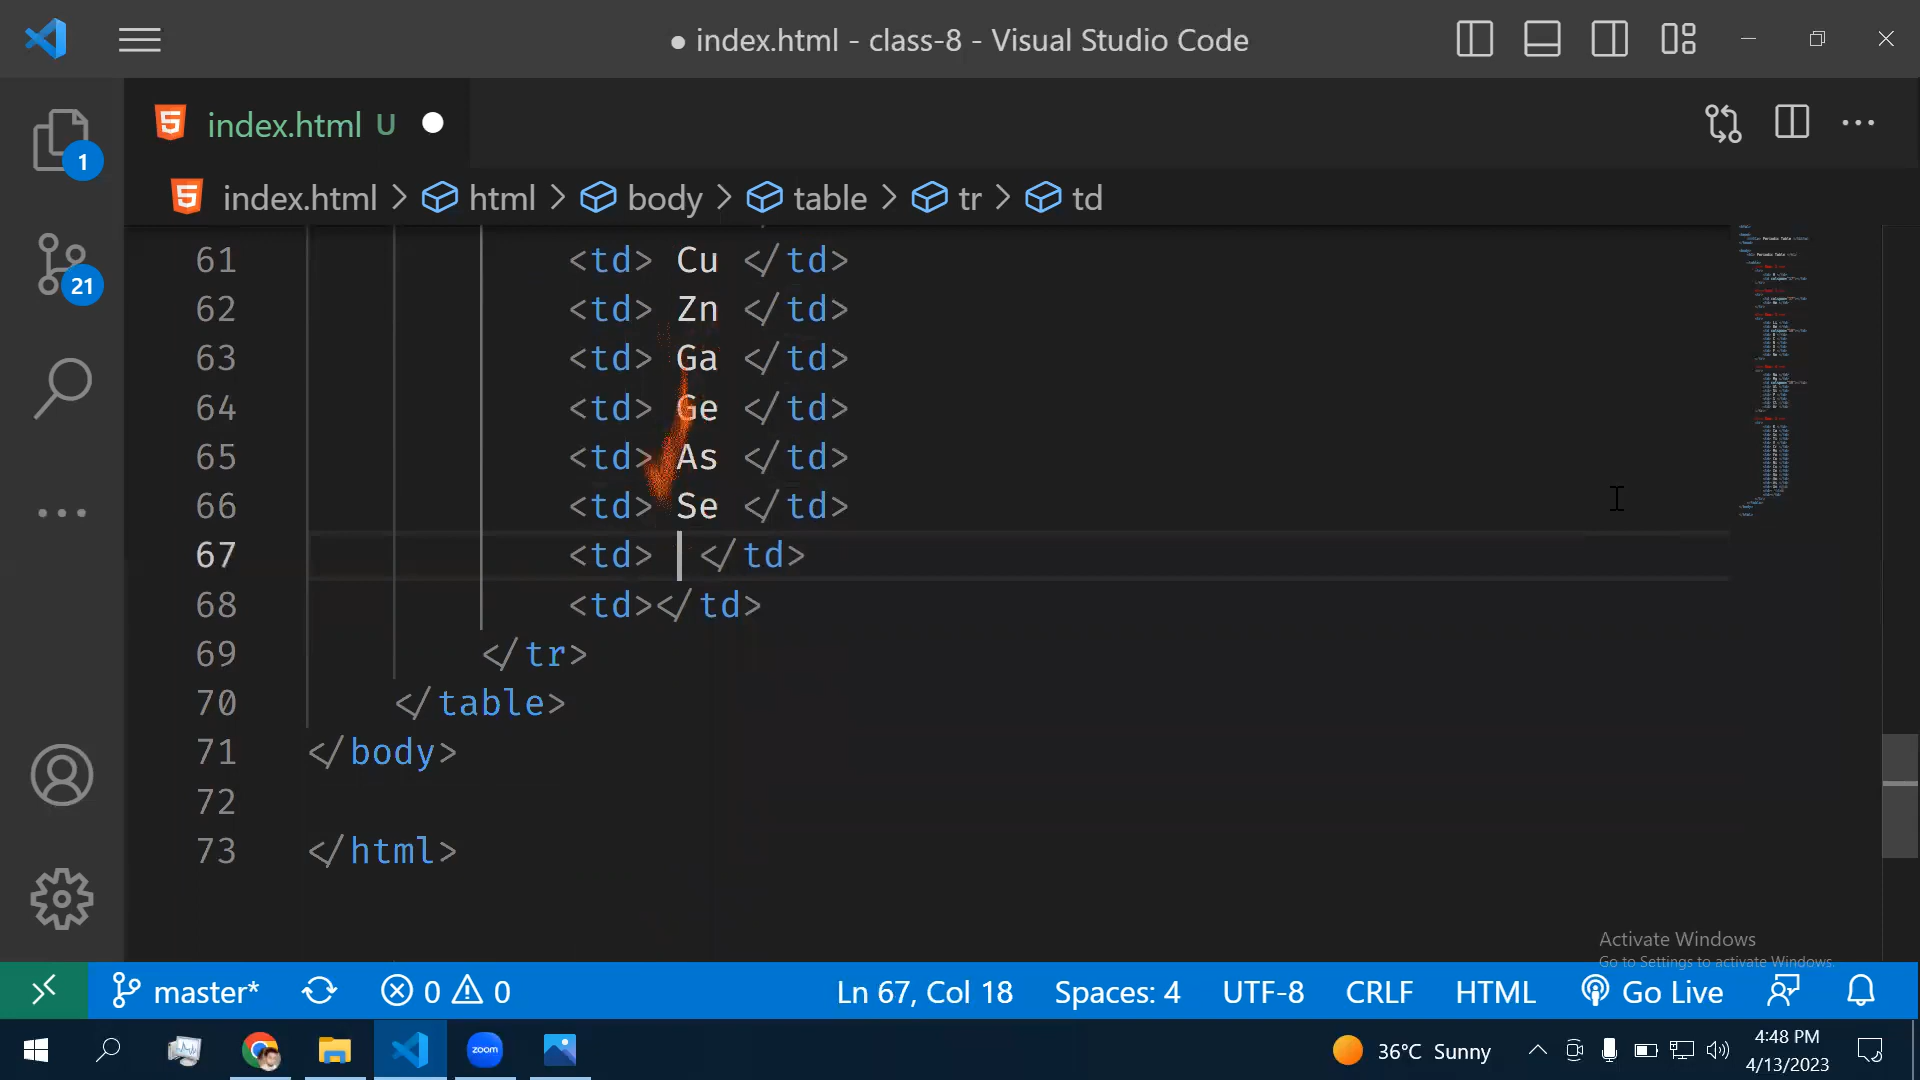 index.html - class-8 - Visual Studio Code
index.html U
index.html > html > body > table > tr > td
1
21
61 <td> Cu </td>
62 <td> Zn </td>
63 <td> Ga </td>
64 <td> Ge </td>
65 <td> As </td>
66 <td> Se </td>
67 <td>  </td>
68 <td></td>
69 </tr>
70 </table>
71 </body>
72
73 </html>
Activate Windows
Go to Settings to activate Windows.
master* 0 0 Ln 67, Col 18 Spaces: 4 UTF-8 CRLF HTML Go Live
zoom 36°C Sunny 4:48 PM
4/13/2023